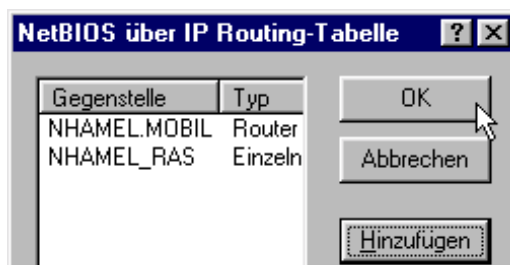 NetBIOS über IP Routing-Tabelle ? ×
Gegenstelle Typ
NHAMEL.MOBIL Router
NHAMEL_RAS Einzeln
OK
Abbrechen
Hinzufügen